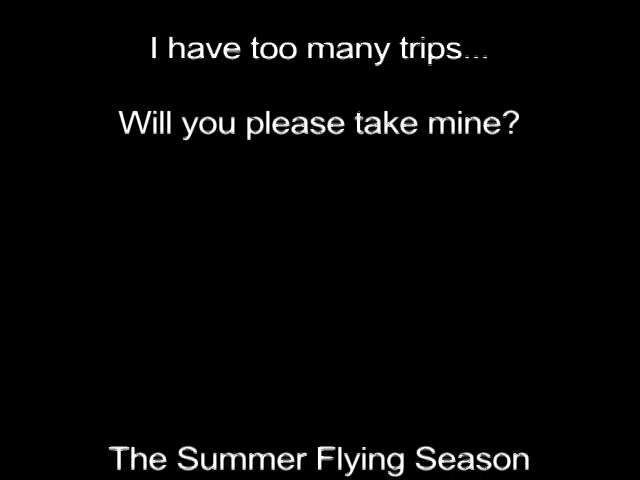 I have too many trips...
Will you please take mine?
The Summer Flying Season